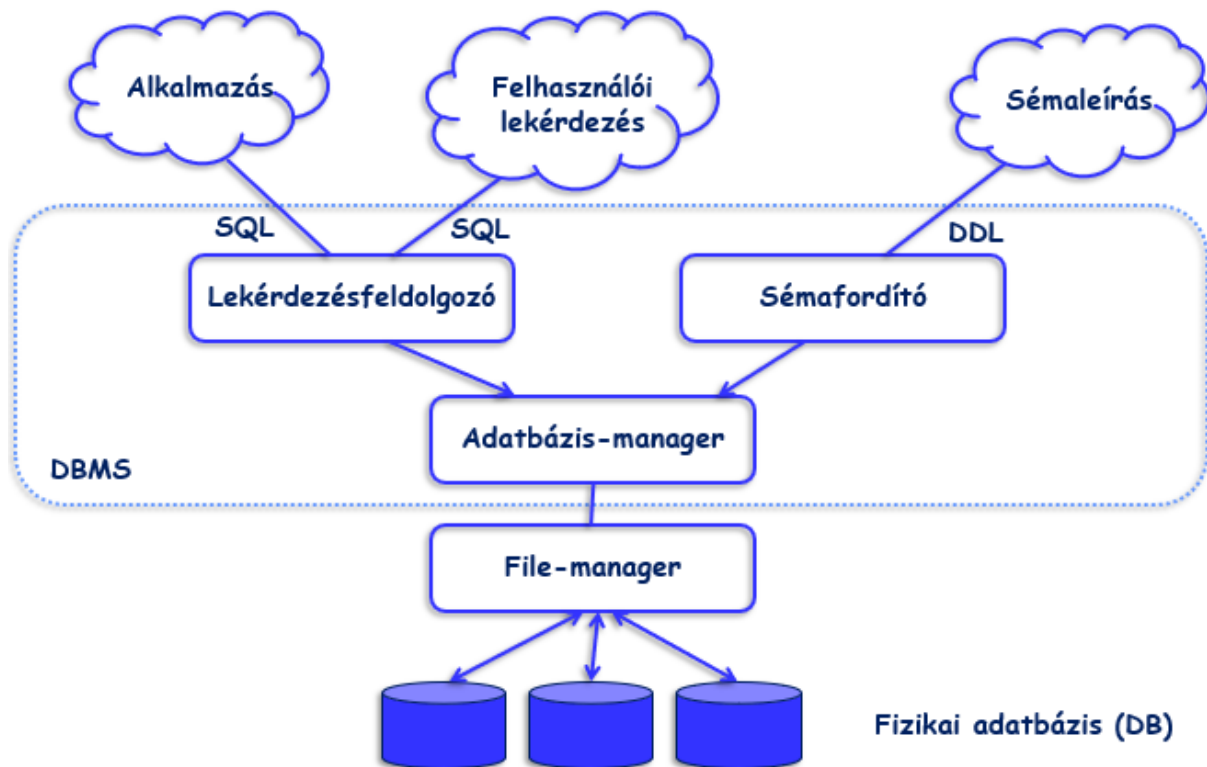 Alkalmazás
Felhasználói
lekérdezés
Sémaleírás
SQL
SQL
DDL
Lekérdezésfeldolgozó
Sémafordító
Adatbázis-manager
DBMS
File-manager
Fizikai adatbázis (DB)